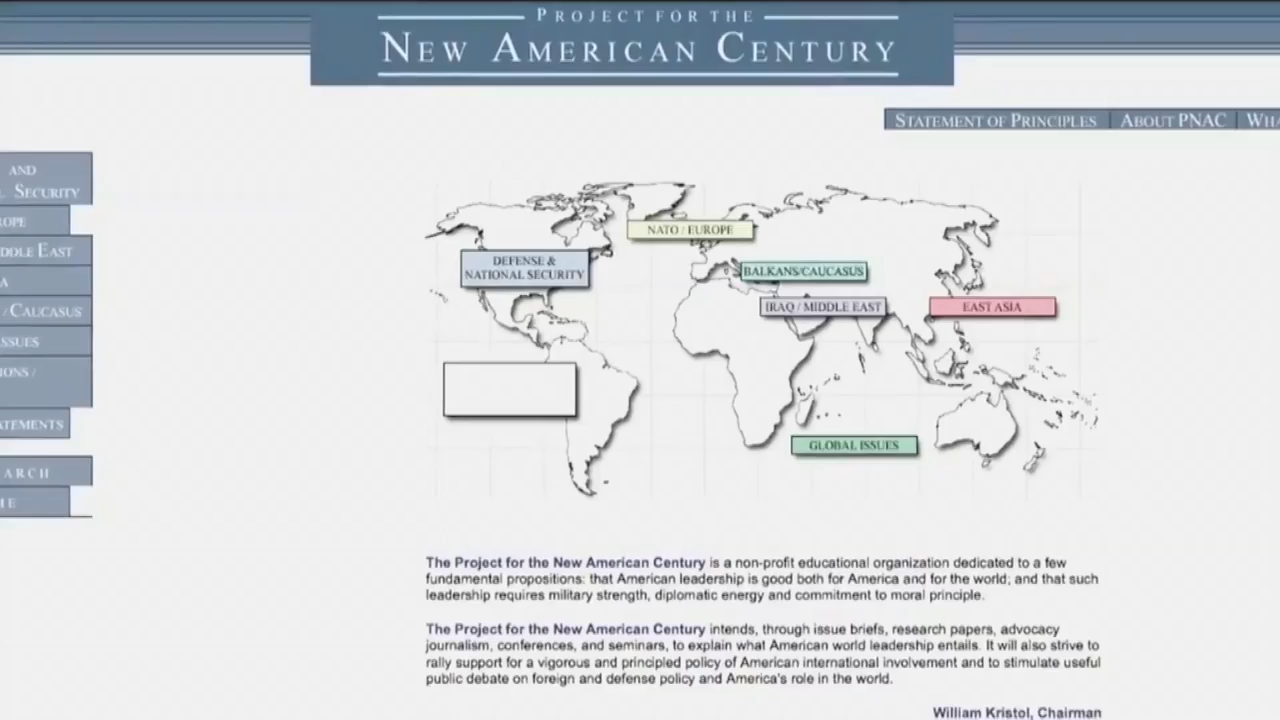 PROJECT FOR THE
NEW AMERICAN CENTURY
STATEMENT OF PRINCIPLES | ABOUT PNAC | WHA
AND
L SECURITY
ROPE
DDLE EAST
A
/CAUCASUS
SSUES
IONS /
ATEMENTS
ARCH
ME
NATO / EUROPE
DEFENSE &
NATIONAL SECURITY
BALKANS/CAUCASUS
IRAQ / MIDDLE EAST
EAST ASIA
GLOBAL ISSUES
The Project for the New American Century is a non-profit educational organization dedicated to a few
fundamental propositions: that American leadership is good both for America and for the world; and that such
leadership requires military strength, diplomatic energy and commitment to moral principle.
The Project for the New American Century intends, through issue briefs, research papers, advocacy
journalism, conferences, and seminars, to explain what American world leadership entails. It will also strive to
rally support for a vigorous and principled policy of American international involvement and to stimulate useful
public debate on foreign and defense policy and America's role in the world.
William Kristol, Chairman